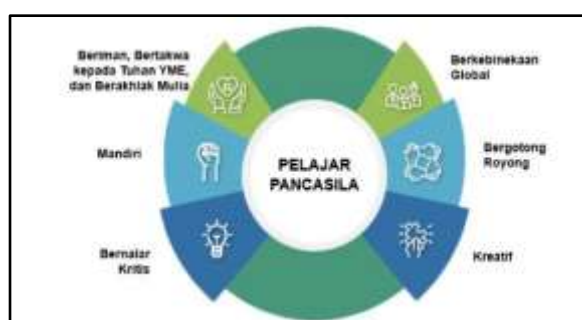 Beriman, Bertakwa
kepada Tuhan YME,
dan Berakhlak Mulia
Mandiri
Bernalar
Kritis
PELAJAR
PANCASILA
Berkebinekaan
Global
Bergotong
Royong
Kreatif